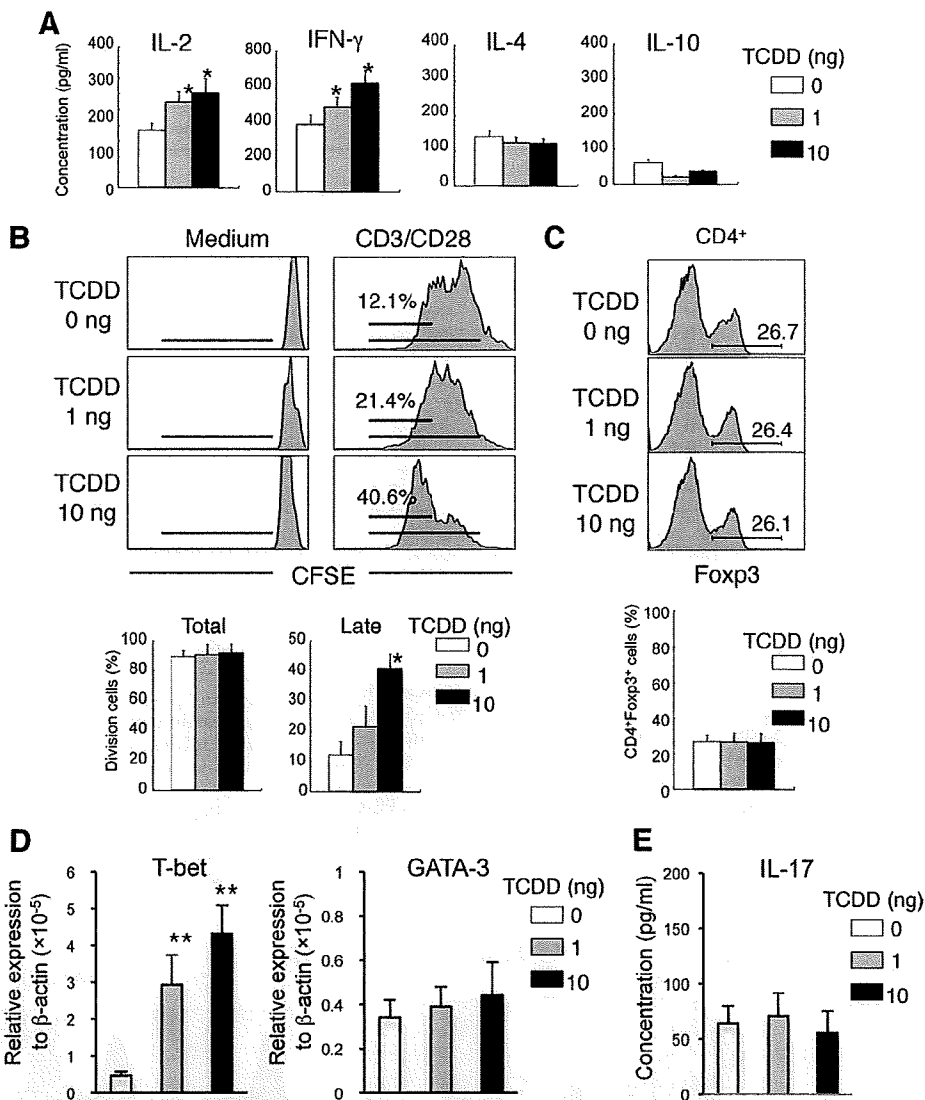 A
IL-2
IFN-γ
IL-4
IL-10
TCDD (ng)
0
1
10
Concentration (pg/ml)
400
300
200
100
0
* *
800
600
400
200
0
* *
400
300
200
100
0
400
300
200
100
0
B
Medium
CD3/CD28
TCDD
0 ng
12.1%
TCDD
1 ng
21.4%
TCDD
10 ng
40.6%
CFSE
Total
Late
TCDD (ng)
0
1
10
Division cells (%)
100
80
60
40
20
0
50
40
30
20
10
0
*
C
CD4⁺
TCDD
0 ng
26.7
TCDD
1 ng
26.4
TCDD
10 ng
26.1
Foxp3
CD4⁺Foxp3⁺ cells (%)
100
80
60
40
20
0
TCDD (ng)
0
1
10
D
T-bet
GATA-3
TCDD (ng)
0
1
10
Relative expression
to β-actin (×10⁻⁵)
6
5
4
3
2
1
0
** **
Relative expression
to β-actin (×10⁻⁵)
1
0.8
0.6
0.4
0.2
0
E
IL-17
TCDD (ng)
0
1
10
Concentration (pg/ml)
200
150
100
50
0